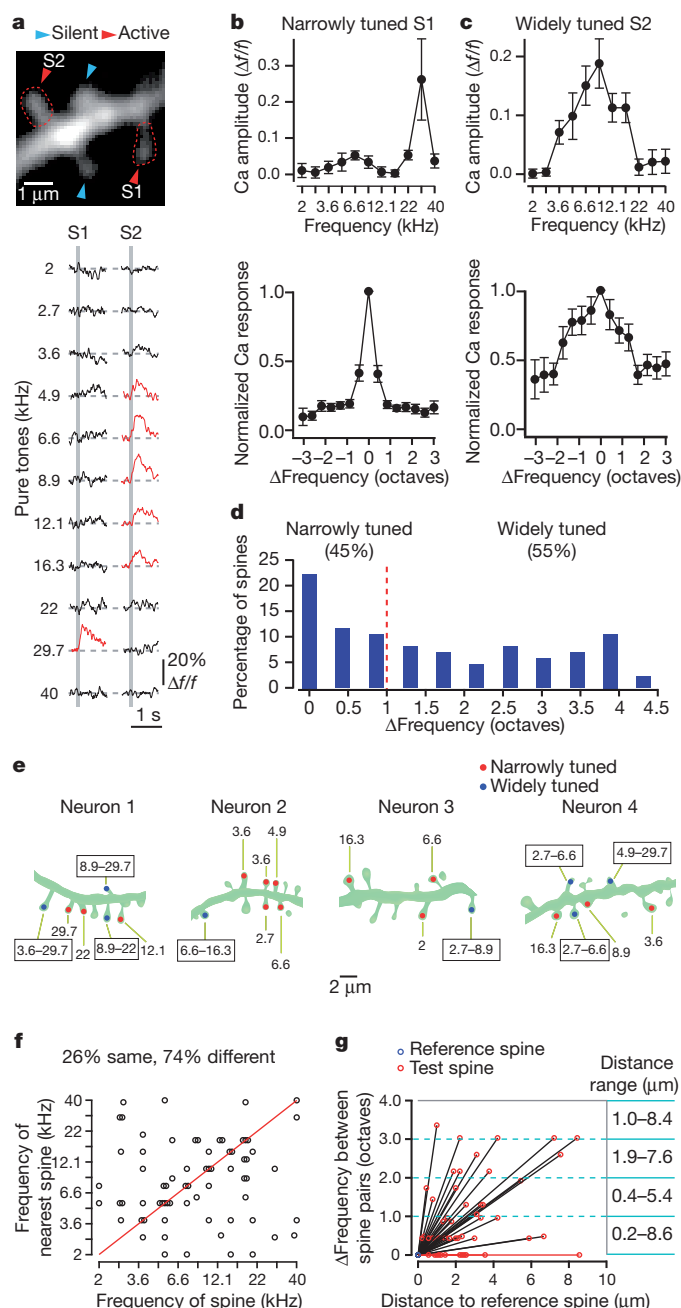 a
Silent Active
S2
1 µm
S1
S1 S2
Pure tones (kHz)
2
2.7
3.6
4.9
6.6
8.9
12.1
16.3
22
29.7
40
20%
Δf/f
1 s
b
Narrowly tuned S1
Ca amplitude (Δf/f)
0.3
0.2
0.1
0.0
2 3.6 6.6 12.1 22 40
Frequency (kHz)
Normalized Ca response
1.0
0.5
0.0
–3 –2 –1 0 1 2 3
ΔFrequency (octaves)
c
Widely tuned S2
Ca amplitude (Δf/f)
0.2
0.1
0.0
2 3.6 6.6 12.1 22 40
Frequency (kHz)
Normalized Ca response
1.0
0.5
0.0
–3 –2 –1 0 1 2 3
ΔFrequency (octaves)
d
Narrowly tuned
(45%)
Widely tuned
(55%)
Percentage of spines
25
20
15
10
5
0
0 0.5 1 1.5 2 2.5 3 3.5 4 4.5
ΔFrequency (octaves)
e
Narrowly tuned
Widely tuned
Neuron 1
8.9–29.7
3.6–29.7
29.7
22
8.9–22
12.1
Neuron 2
3.6
3.6
4.9
6.6–16.3
2.7
6.6
Neuron 3
16.3
6.6
2
2.7–8.9
Neuron 4
2.7–6.6
4.9–29.7
16.3
2.7–6.6
8.9
3.6
2 µm
f
26% same, 74% different
Frequency of
nearest spine (kHz)
40
22
12.1
6.6
3.6
2
2 3.6 6.6 12.1 22 40
Frequency of spine (kHz)
g
Reference spine
Test spine
ΔFrequency between
spine pairs (octaves)
4.0
3.0
2.0
1.0
0
0 2 4 6 8 10
Distance to reference spine (µm)
Distance
range (µm)
1.0–8.4
1.9–7.6
0.4–5.4
0.2–8.6